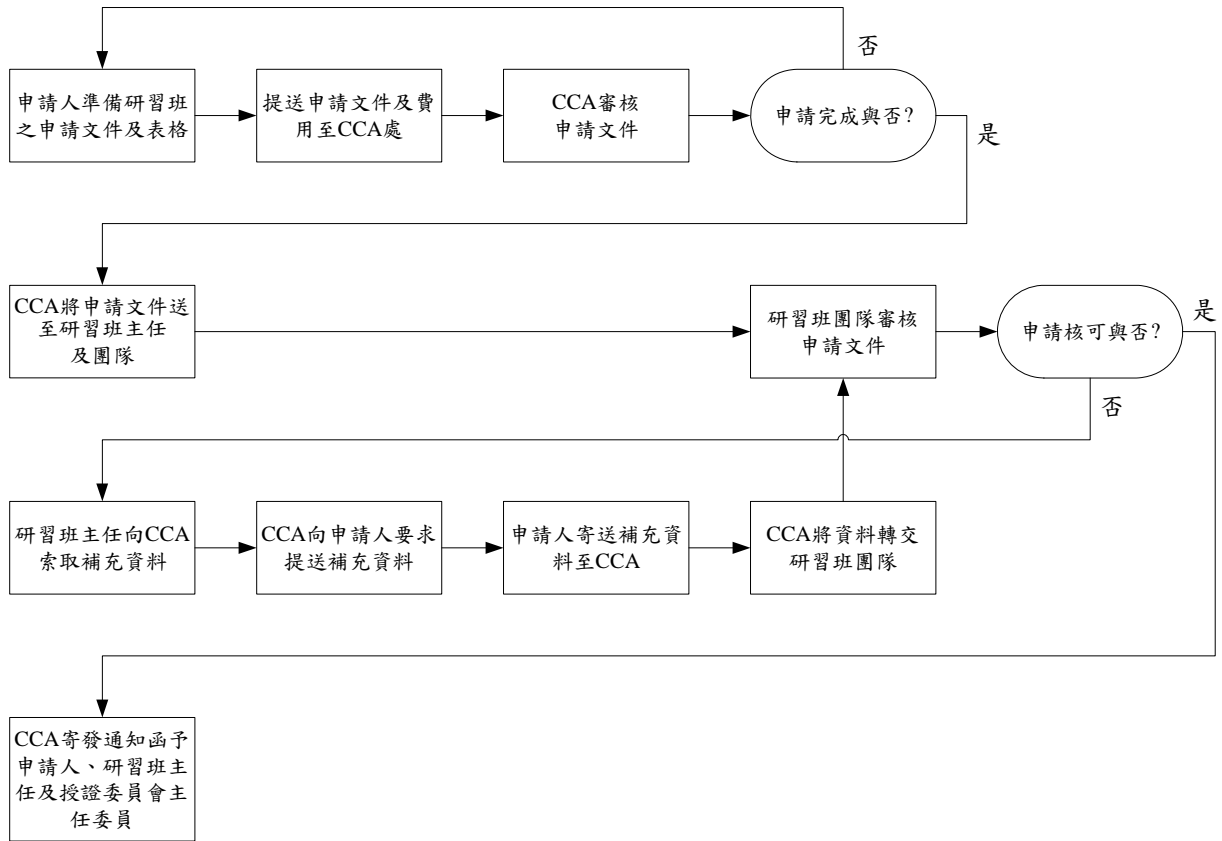 否
申請人準備研習班
之申請文件及表格
提送申請文件及費
用至CCA處
CCA審核
申請文件
申請完成與否?
是
CCA將申請文件送
至研習班主任
及團隊
研習班團隊審核
申請文件
申請核可與否?
是
否
研習班主任向CCA
索取補充資料
CCA向申請人要求
提送補充資料
申請人寄送補充資
料至CCA
CCA將資料轉交
研習班團隊
CCA寄發通知函予
申請人、研習班主
任及授證委員會主
任委員